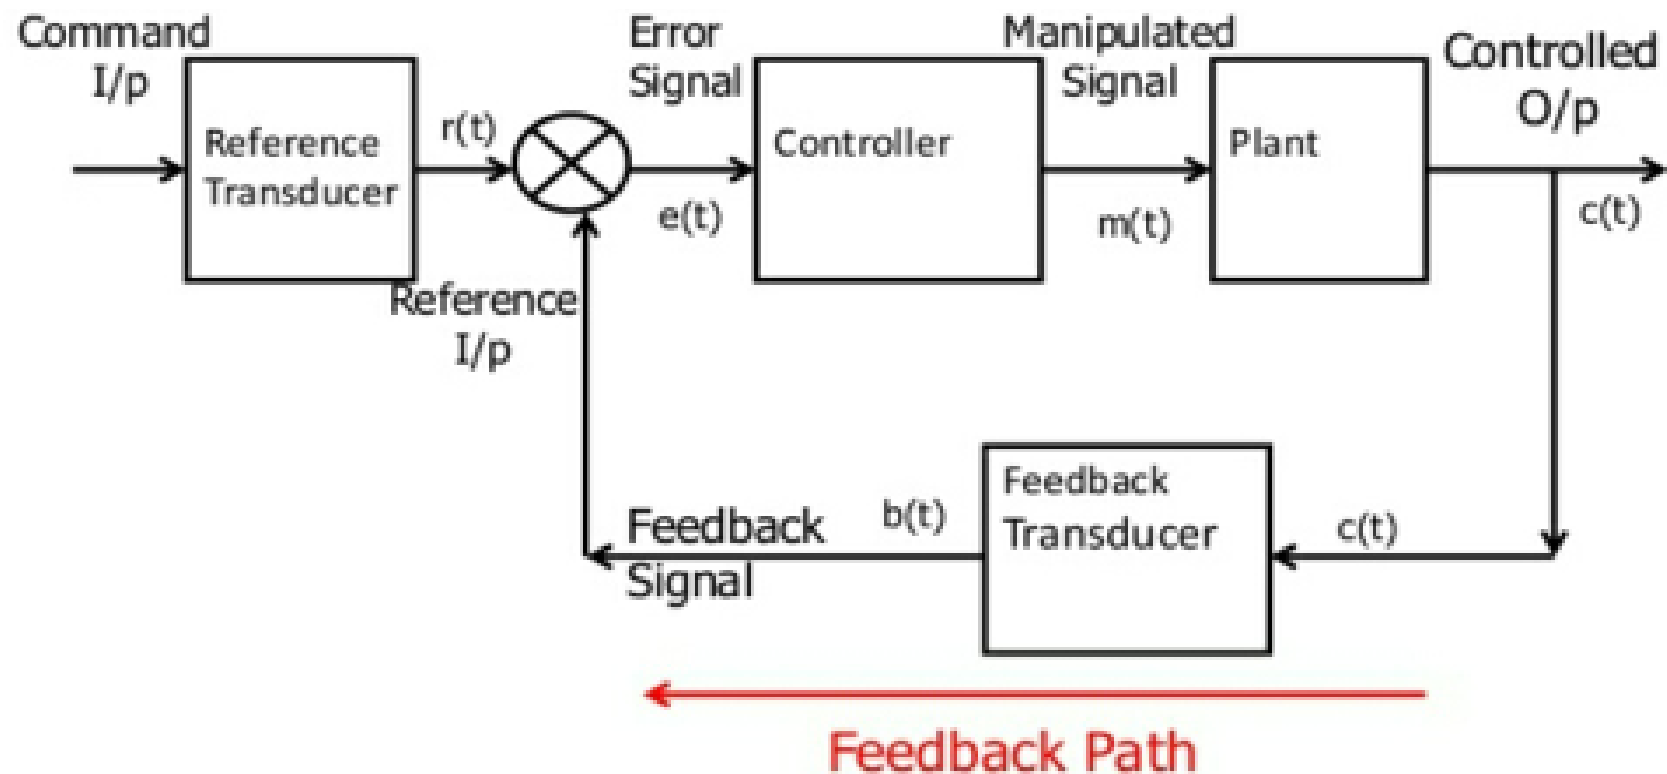 Command
I/p
Reference
Transducer
r(t)
Reference
I/p
Error
Signal
e(t)
Controller
Manipulated
Signal
m(t)
Plant
Controlled
O/p
c(t)
c(t)
Feedback
Transducer
b(t)
Feedback
Signal
Feedback Path